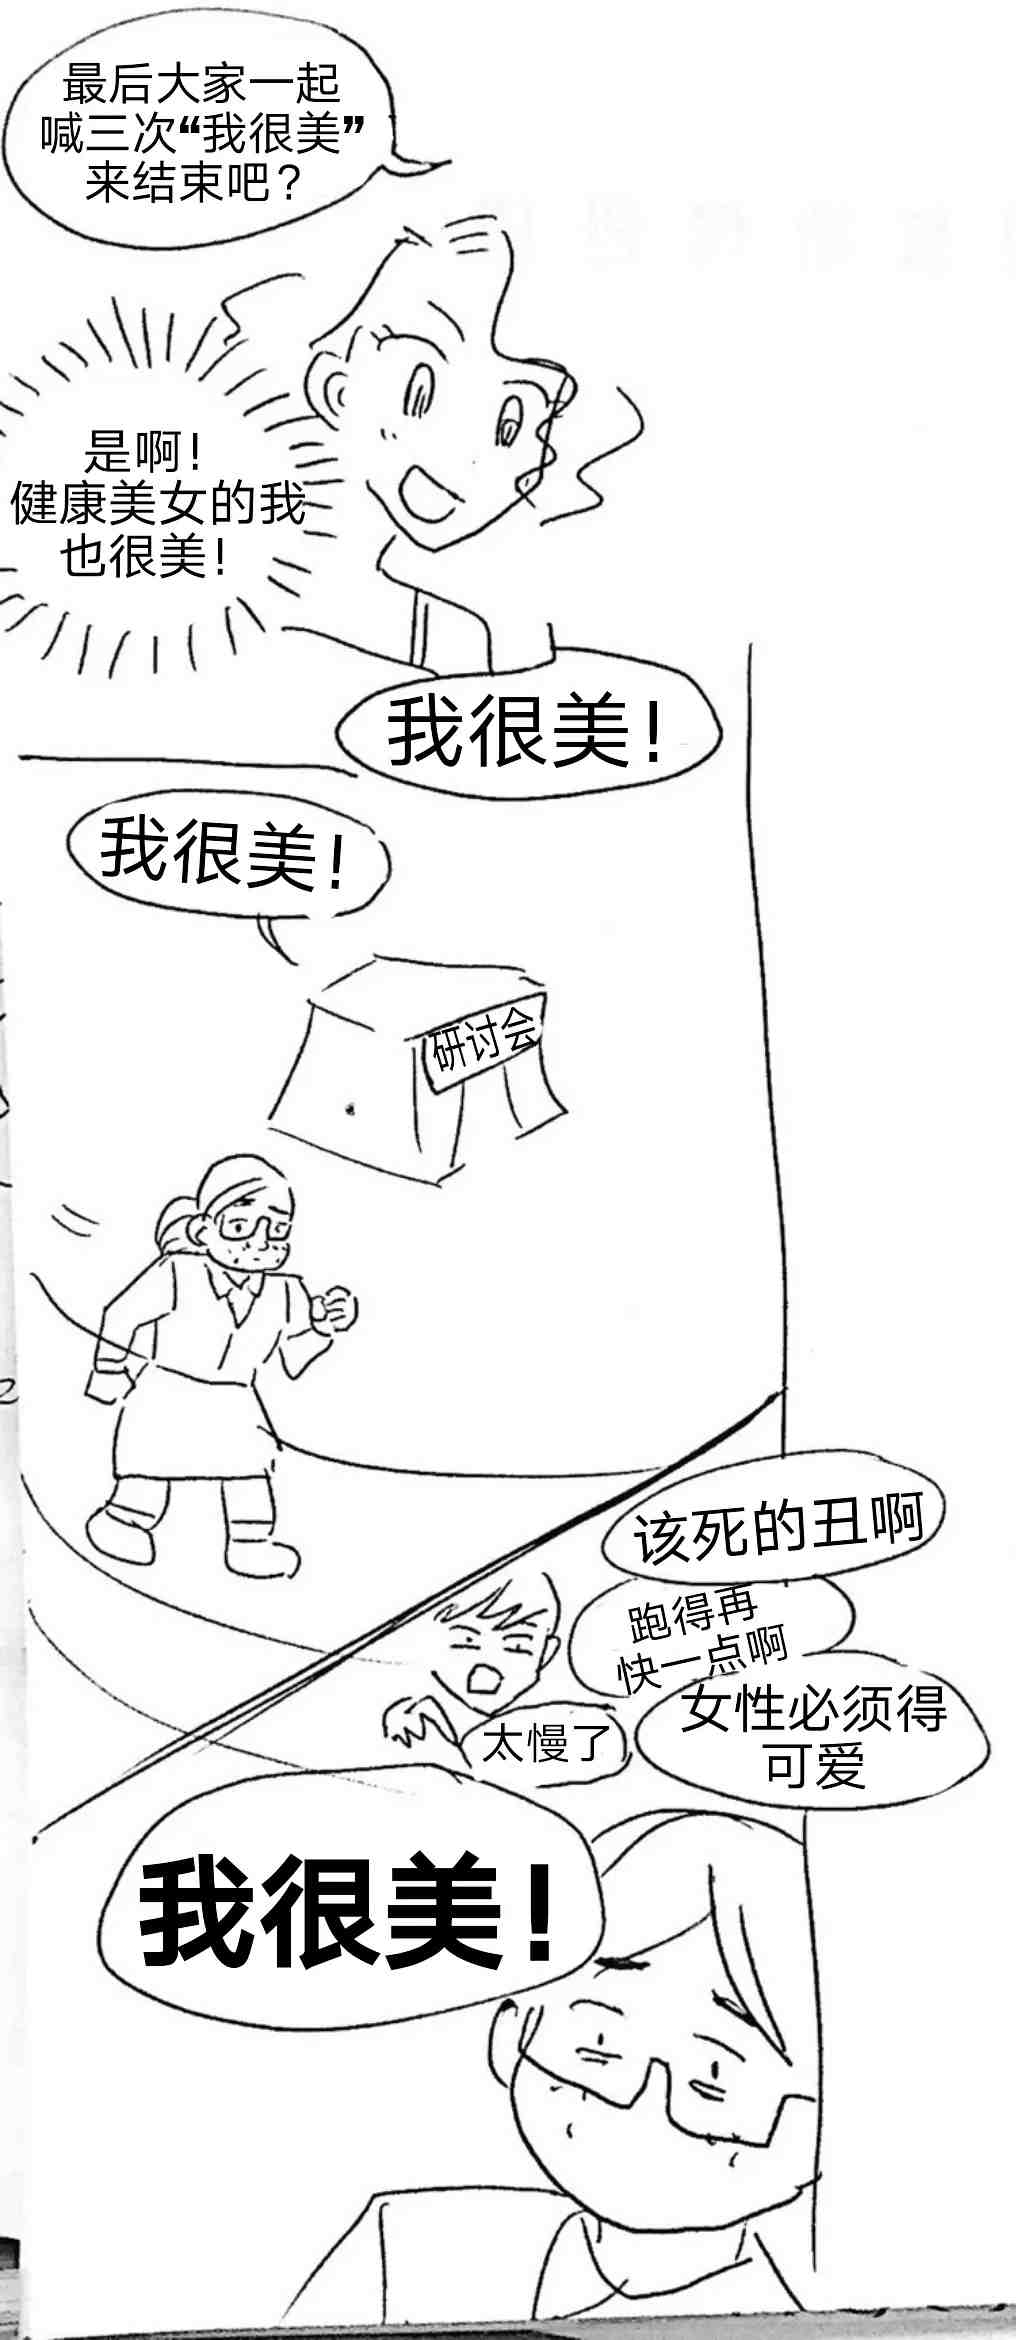 最后大家一起
喊三次“我很美”
来结束吧？
是啊！
健康美女的我
也很美！
我很美！
我很美！
研讨会
该死的丑啊
跑得再
快一点啊
太慢了
女性必须得
可爱
我很美！